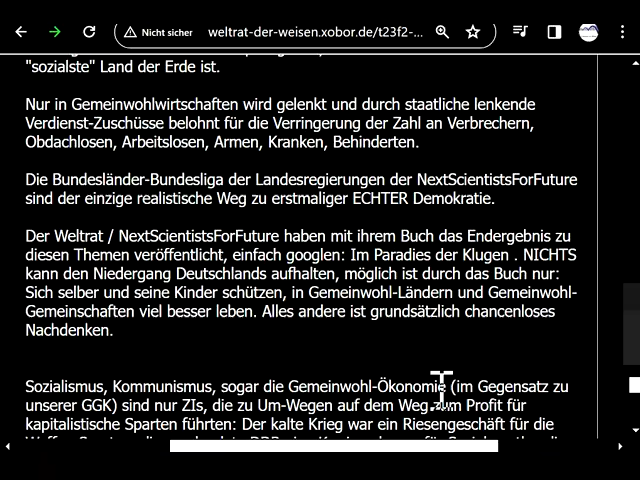 Nicht sicher weltrat-der-weisen.xobor.de/t23f2-...
"sozialste" Land der Erde ist.
Nur in Gemeinwohlwirtschaften wird gelenkt und durch staatliche lenkende
Verdienst-Zuschüsse belohnt für die Verringerung der Zahl an Verbrechern,
Obdachlosen, Arbeitslosen, Armen, Kranken, Behinderten.
Die Bundesländer-Bundesliga der Landesregierungen der NextScientistsForFuture
sind der einzige realistische Weg zu erstmaliger ECHTER Demokratie.
Der Weltrat / NextScientistsForFuture haben mit ihrem Buch das Endergebnis zu
diesen Themen veröffentlicht, einfach googlen: Im Paradies der Klugen . NICHTS
kann den Niedergang Deutschlands aufhalten, möglich ist durch das Buch nur:
Sich selber und seine Kinder schützen, in Gemeinwohl-Ländern und Gemeinwohl-
Gemeinschaften viel besser leben. Alles andere ist grundsätzlich chancenloses
Nachdenken.
Sozialismus, Kommunismus, sogar die Gemeinwohl-Ökonomie (im Gegensatz zu
unserer GGK) sind nur ZIs, die zu Um-Wegen auf dem Weg zum Profit für
kapitalistische Sparten führten: Der kalte Krieg war ein Riesengeschäft für die